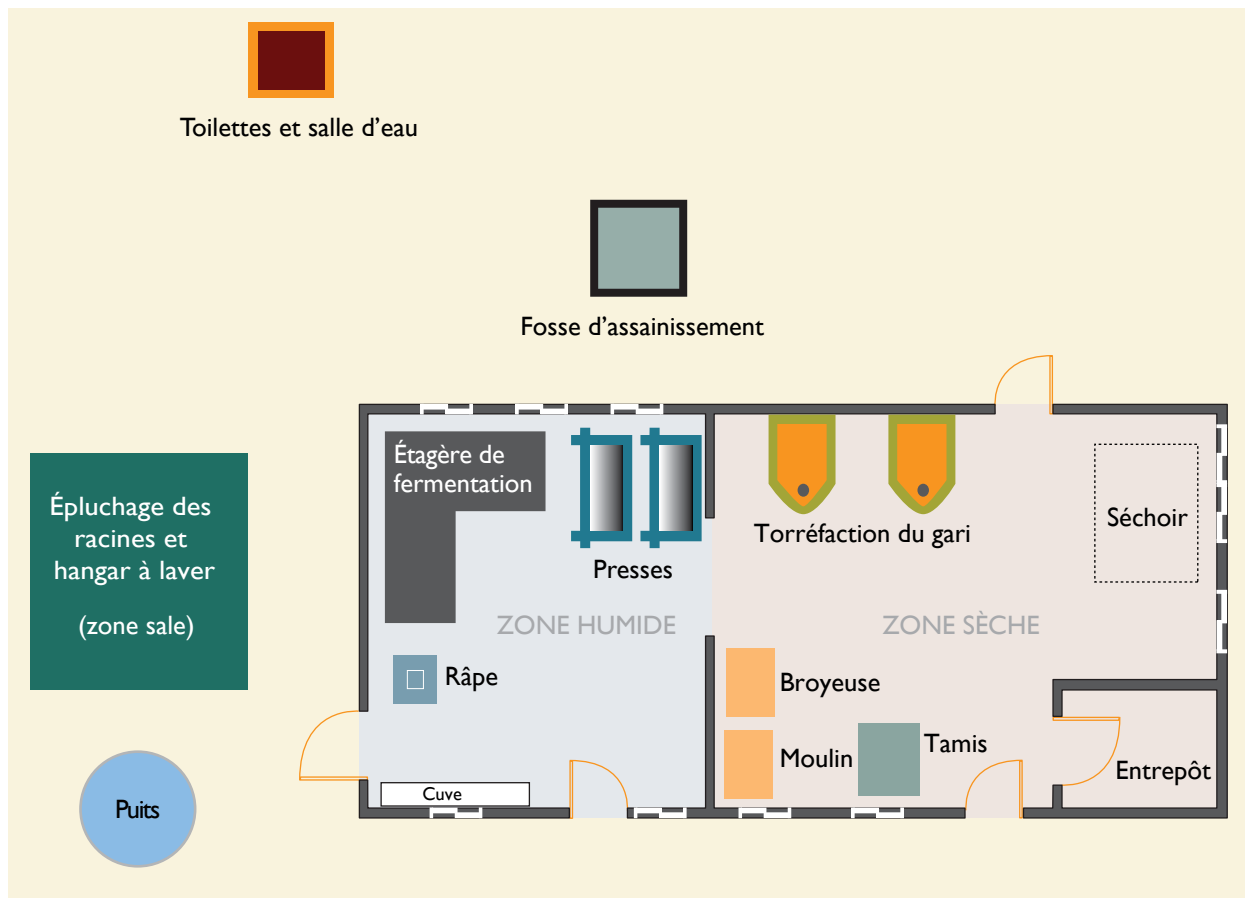 Toilettes et salle d'eau
Fosse d'assainissement
Épluchage des
racines et
hangar à laver
(zone sale)
Puits
Étagère de
fermentation
Presses
ZONE HUMIDE
Râpe
Cuve
Torréfaction du gari
Séchoir
ZONE SÈCHE
Broyeuse
Moulin
Tamis
Entrepôt